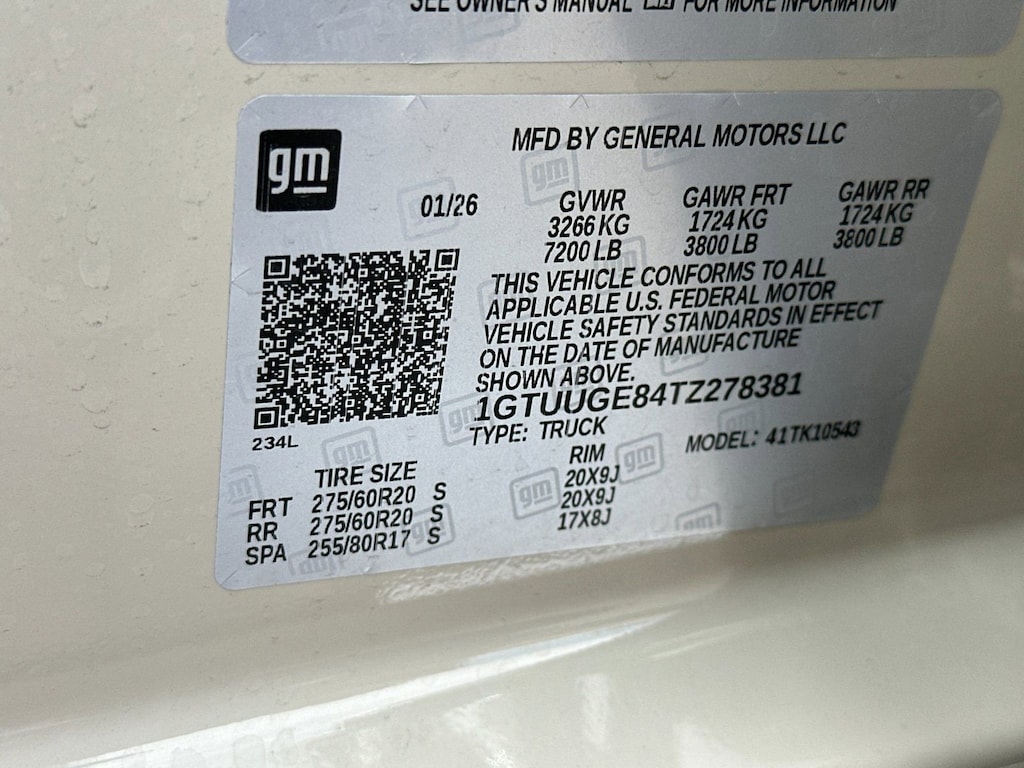 SEE OWNER'S MANUAL FOR MORE INFORMATION
gm
MFD BY GENERAL MOTORS LLC
01/26 GVWR GAWR FRT GAWR RR
3266 KG 1724 KG 1724 KG
7200 LB 3800 LB 3800 LB
THIS VEHICLE CONFORMS TO ALL
APPLICABLE U.S. FEDERAL MOTOR
VEHICLE SAFETY STANDARDS IN EFFECT
ON THE DATE OF MANUFACTURE
SHOWN ABOVE.
1GTUUGE84TZ278381
TYPE: TRUCK MODEL: 41TK10543
234L
TIRE SIZE RIM
FRT 275/60R20 S 20X9J
RR 275/60R20 S 20X9J
SPA 255/80R17 S 17X8J